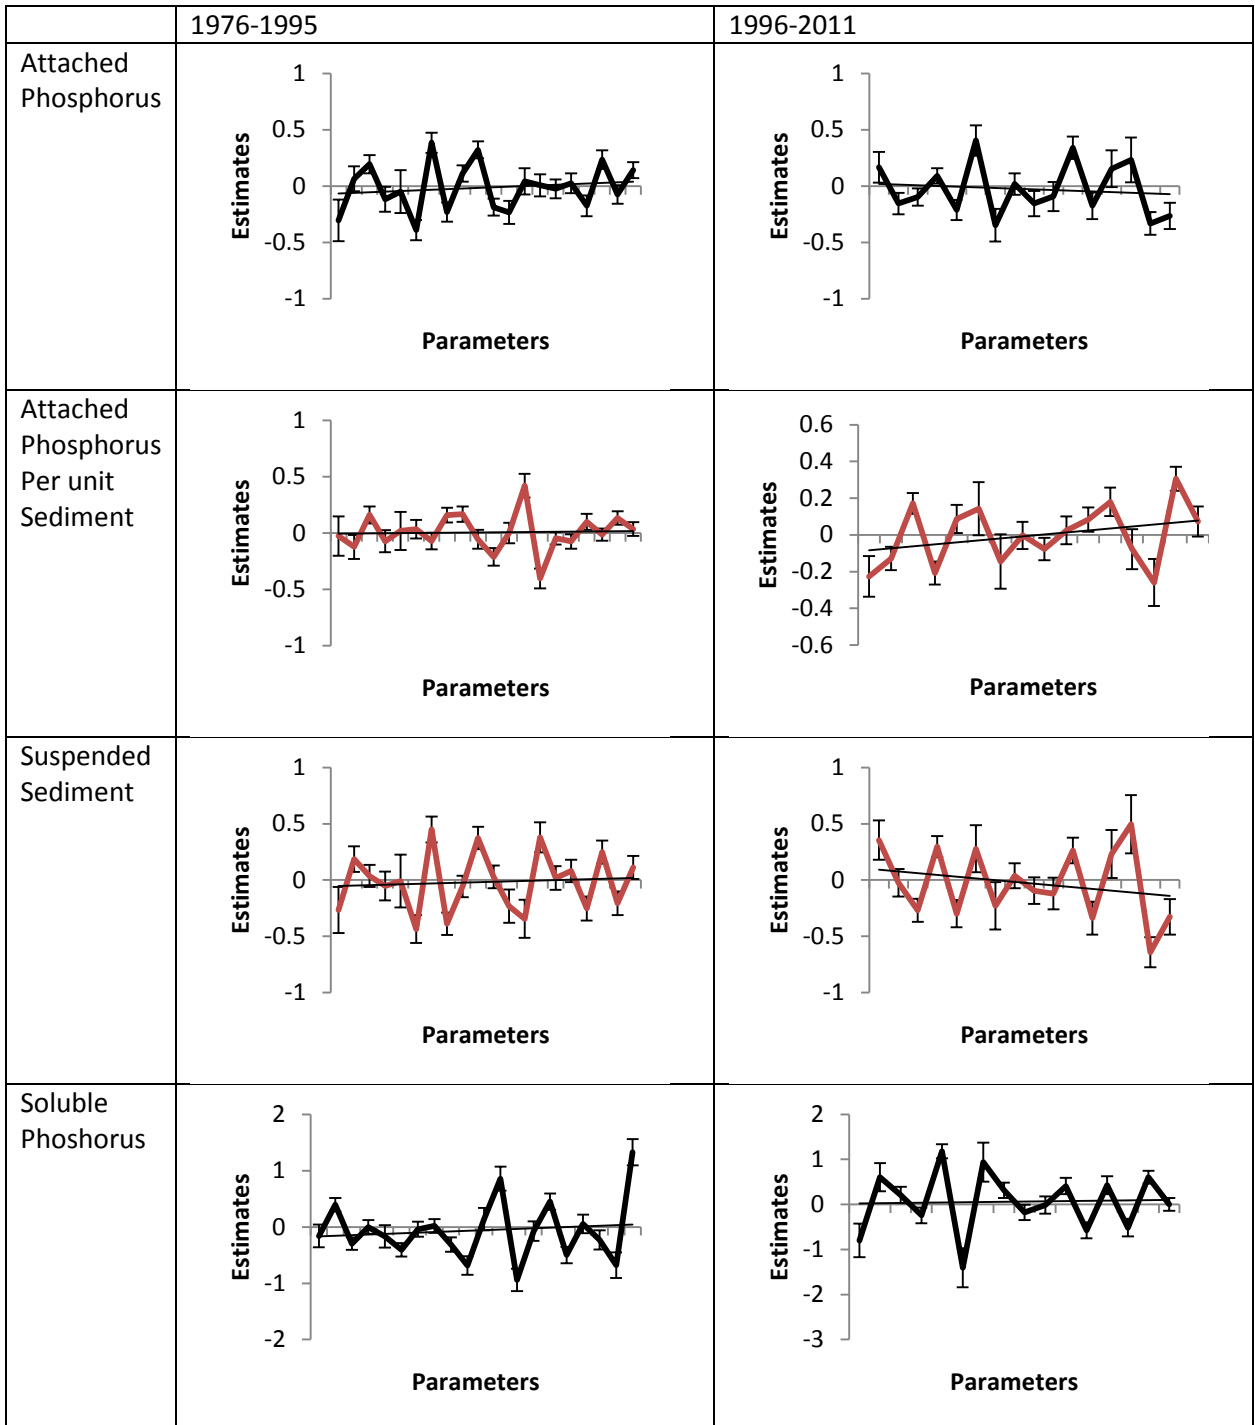 1976-1995
1996-2011
Attached
Phosphorus
1
0.5
0
-0.5
-1
Estimates
Parameters
1
0.5
0
-0.5
-1
Estimates
Parameters
Attached
Phosphorus
Per unit
Sediment
1
0.5
0
-0.5
-1
Estimates
Parameters
0.6
0.4
0.2
0
-0.2
-0.4
-0.6
Estimates
Parameters
Suspended
Sediment
1
0.5
0
-0.5
-1
Estimates
Parameters
1
0.5
0
-0.5
-1
Estimates
Parameters
Soluble
Phoshorus
2
1
0
-1
-2
Estimates
Parameters
2
1
0
-1
-2
-3
Estimates
Parameters